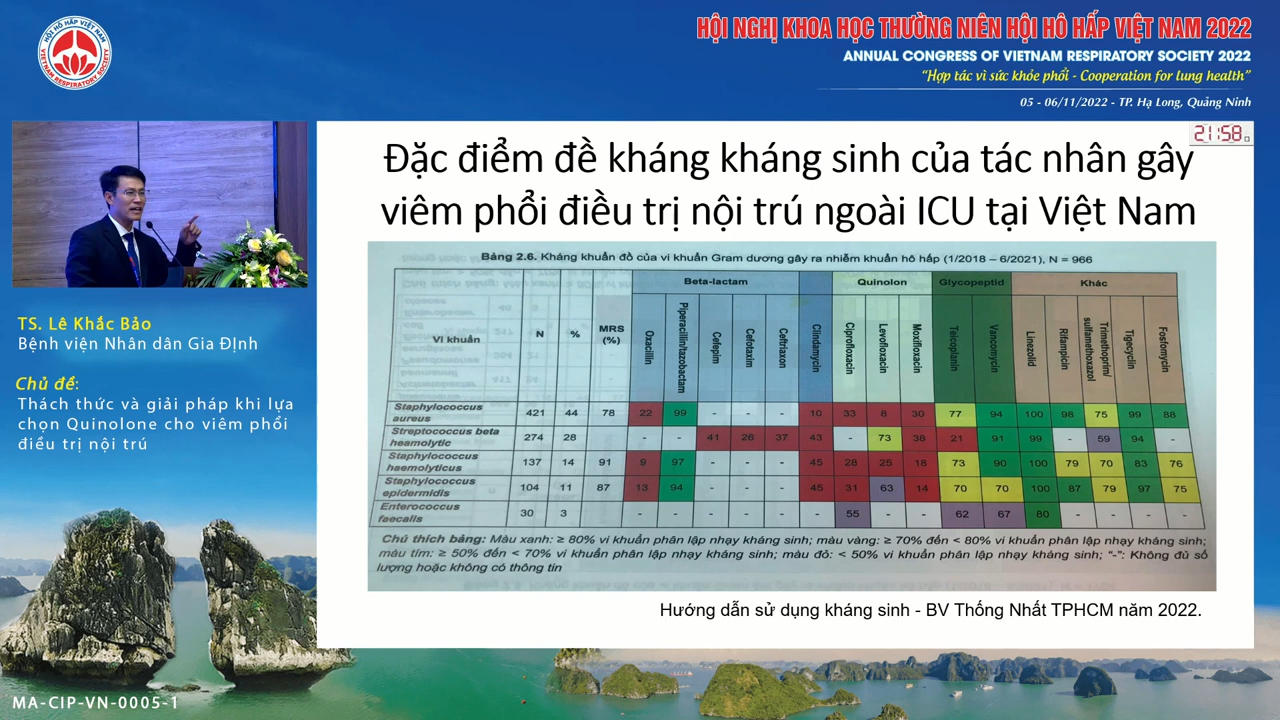 HỘI HÔ HẤP VIỆT NAM
VIETNAM RESPIRATORY SOCIETY
HỘI NGHỊ KHOA HỌC THƯỜNG NIÊN HỘI HÔ HẤP VIỆT NAM 2022
ANNUAL CONGRESS OF VIETNAM RESPIRATORY SOCIETY 2022
“Hợp tác vì sức khỏe phổi - Cooperation for lung health”
05 - 06/11/2022 - TP. Hạ Long, Quảng Ninh
21:58
TS. Lê Khắc Bảo
Bệnh viện Nhân dân Gia Định
Chủ đề:
Thách thức và giải pháp khi lựa
chọn Quinolone cho viêm phổi
điều trị nội trú
Đặc điểm đề kháng kháng sinh của tác nhân gây
viêm phổi điều trị nội trú ngoài ICU tại Việt Nam
Bảng 2.6. Kháng khuẩn đồ của vi khuẩn Gram dương gây ra nhiễm khuẩn hô hấp (1/2018 – 6/2021), N = 966
Beta-lactam Quinolon Glycopeptid Khác
Vi khuẩn N % MRS (%) Oxacillin Piperacillin/tazobactam Cefepim Cefotaxim Ceftriaxon Clindamycin Ciprofloxacin Levofloxacin Moxifloxacin Teicoplanin Vancomycin Linezolid Rifampicin Trimethoprim/sulfamethoxazol Tigecyclin Fosfomycin
Staphylococcus aureus 421 44 78 22 99 - - - 10 33 8 30 77 94 100 98 75 99 88
Streptococcus beta heamolytic 274 28 - - 41 26 37 43 - 73 38 21 91 99 - 59 94 -
Staphylococcus haemolyticus 137 14 91 9 97 - - - 45 28 25 18 73 90 100 79 70 83 76
Staphylococcus epidermidis 104 11 87 13 94 - - - 45 31 63 14 70 70 100 87 79 97 75
Enterococcus faecalis 30 3 - - - - - - 55 - - 62 67 80 - - - -
Chú thích bảng: Màu xanh: ≥ 80% vi khuẩn phân lập nhạy kháng sinh; màu vàng: ≥ 70% đến < 80% vi khuẩn phân lập nhạy kháng sinh;
màu tím: ≥ 50% đến < 70% vi khuẩn phân lập nhạy kháng sinh; màu đỏ: < 50% vi khuẩn phân lập nhạy kháng sinh; “-”: Không đủ số
lượng hoặc không có thông tin
Hướng dẫn sử dụng kháng sinh - BV Thống Nhất TPHCM năm 2022.
MA-CIP-VN-0005-1